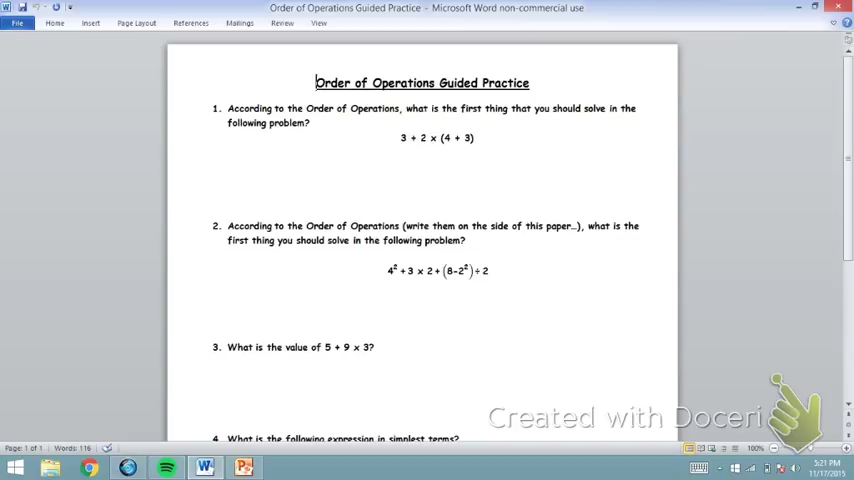 Order of Operations Guided Practice - Microsoft Word non-commercial use
File Home Insert Page Layout References Mailings Review View
Order of Operations Guided Practice
1. According to the Order of Operations, what is the first thing that you should solve in the
following problem?
3 + 2 x (4 + 3)
2. According to the Order of Operations (write them on the side of this paper…), what is the
first thing you should solve in the following problem?
4² + 3 x 2 + (8-2²) ÷ 2
3. What is the value of 5 + 9 x 3?
Created with Doceri
4. What is the following expression in simplest terms?
Page: 1 of 1 Words: 116 100%
5:21 PM
11/17/2015